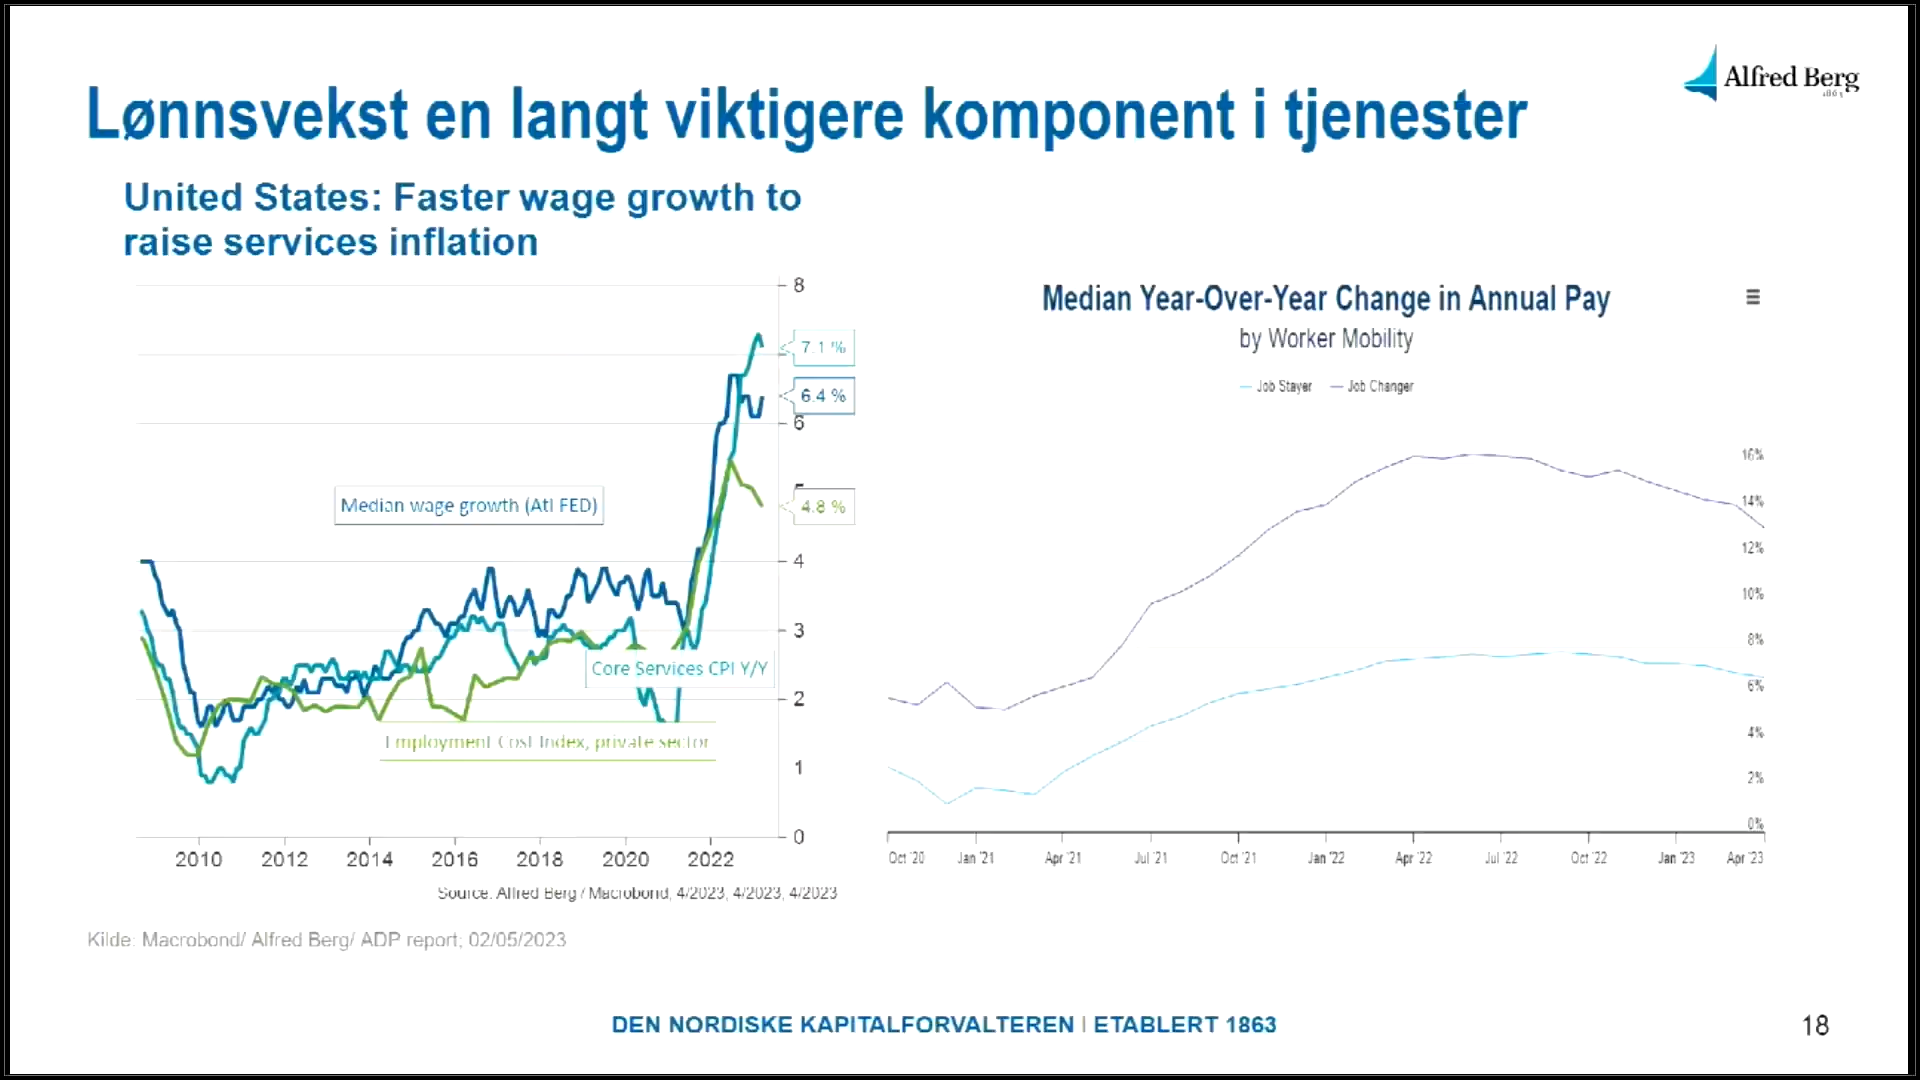 Alfred Berg
1863
Lønnsvekst en langt viktigere komponent i tjenester
United States: Faster wage growth to
raise services inflation
8
7.1 %
6.4 %
6
5
4.8 %
4
3
2
1
0
Median wage growth (Atl FED)
Core Services CPI Y/Y
Employment Cost Index, private sector
2010 2012 2014 2016 2018 2020 2022
Source: Alfred Berg / Macrobond, 4/2023, 4/2023, 4/2023
Median Year-Over-Year Change in Annual Pay
by Worker Mobility
Job Stayer Job Changer
16%
14%
12%
10%
8%
6%
4%
2%
0%
Oct '20 Jan '21 Apr '21 Jul '21 Oct '21 Jan '22 Apr '22 Jul '22 Oct '22 Jan '23 Apr '23
Kilde: Macrobond/ Alfred Berg/ ADP report; 02/05/2023
DEN NORDISKE KAPITALFORVALTEREN | ETABLERT 1863
18